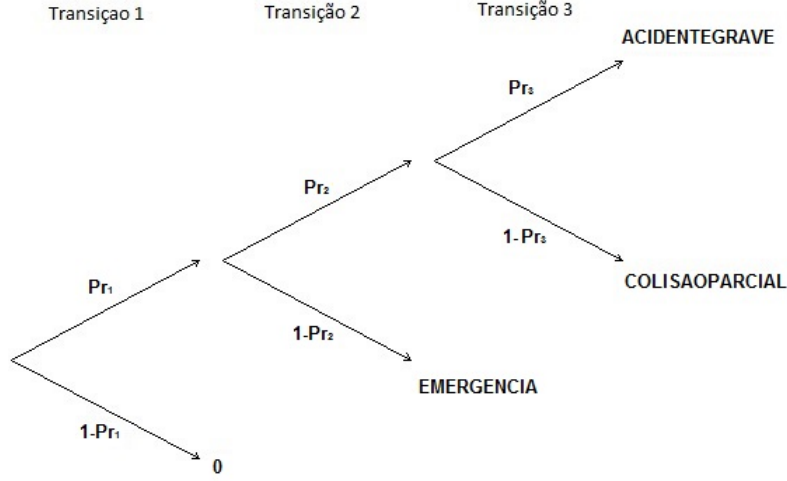 Transiçao 1
Transição 2
Transição 3
ACIDENTEGRAVE
Pr₃
Pr₂
1-Pr₃
COLISAOPARCIAL
Pr₁
1-Pr₂
EMERGENCIA
1-Pr₁
0